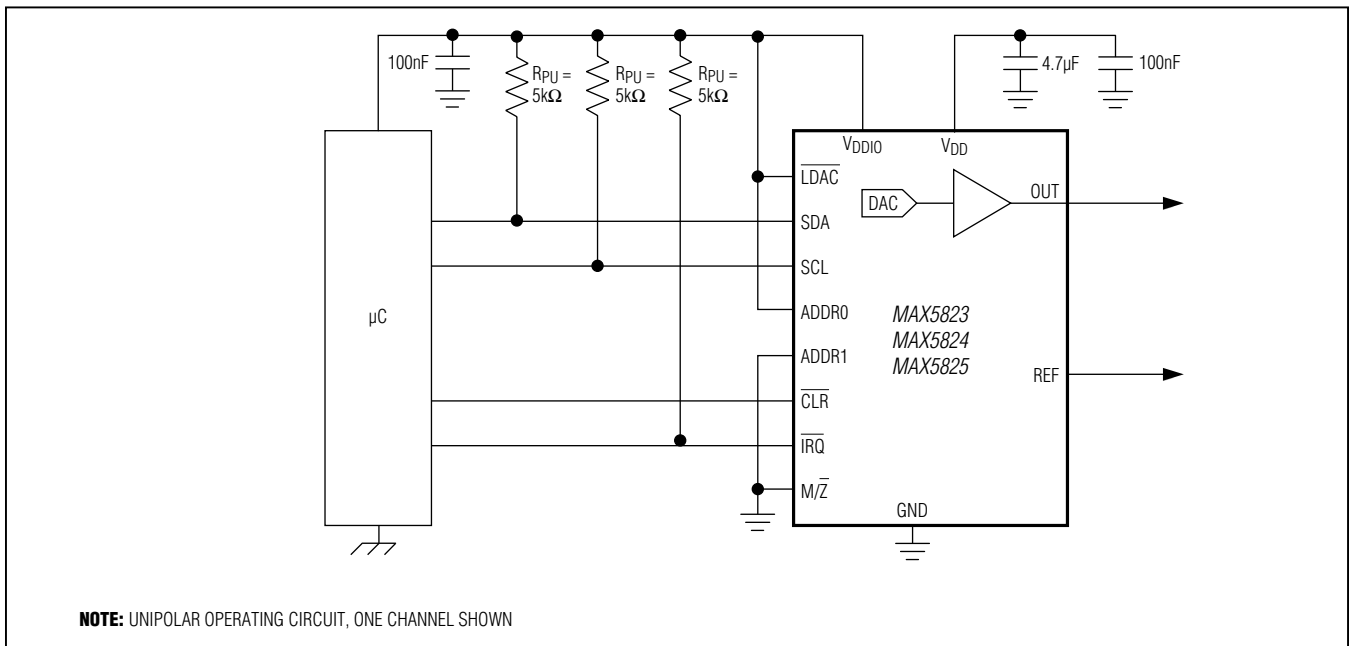 100nF
RPU =
5kΩ
RPU =
5kΩ
RPU =
5kΩ
4.7µF
100nF
µC
VDDIO
VDD
LDAC
SDA
SCL
ADDR0
ADDR1
CLR
IRQ
M/Z
DAC
OUT
MAX5823
MAX5824
MAX5825
REF
GND
NOTE: UNIPOLAR OPERATING CIRCUIT, ONE CHANNEL SHOWN